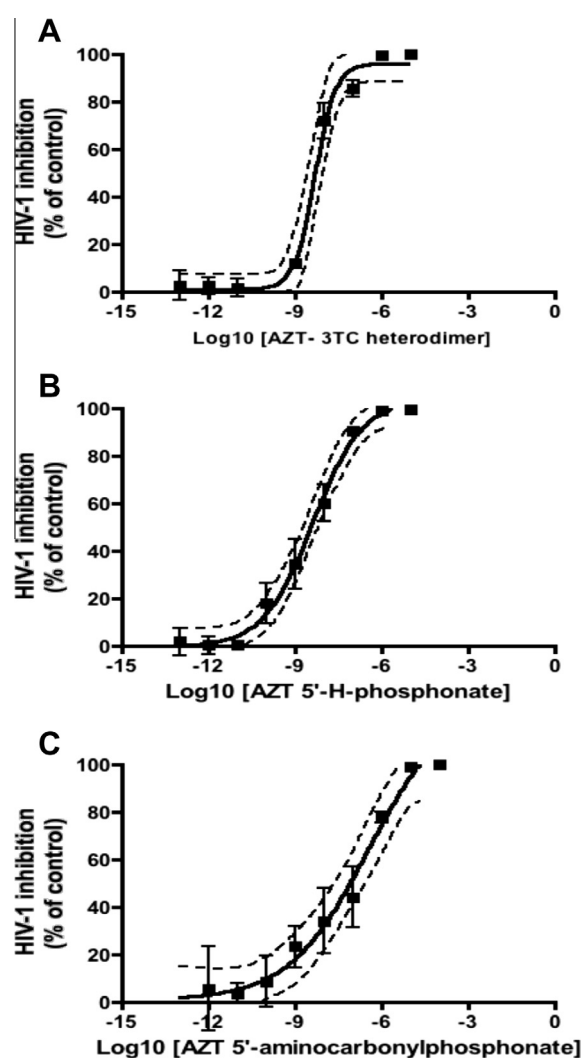 A
HIV-1 inhibition
(% of control)
100
80
60
40
20
0
-15 -12 -9 -6 -3 0
Log10 [AZT- 3TC heterodimer]
B
HIV-1 inhibition
(% of control)
100
80
60
40
20
0
-15 -12 -9 -6 -3 0
Log10 [AZT 5'-H-phosphonate]
C
HIV-1 inhibition
(% of control)
100
80
60
40
20
0
-15 -12 -9 -6 -3 0
Log10 [AZT 5'-aminocarbonylphosphonate]